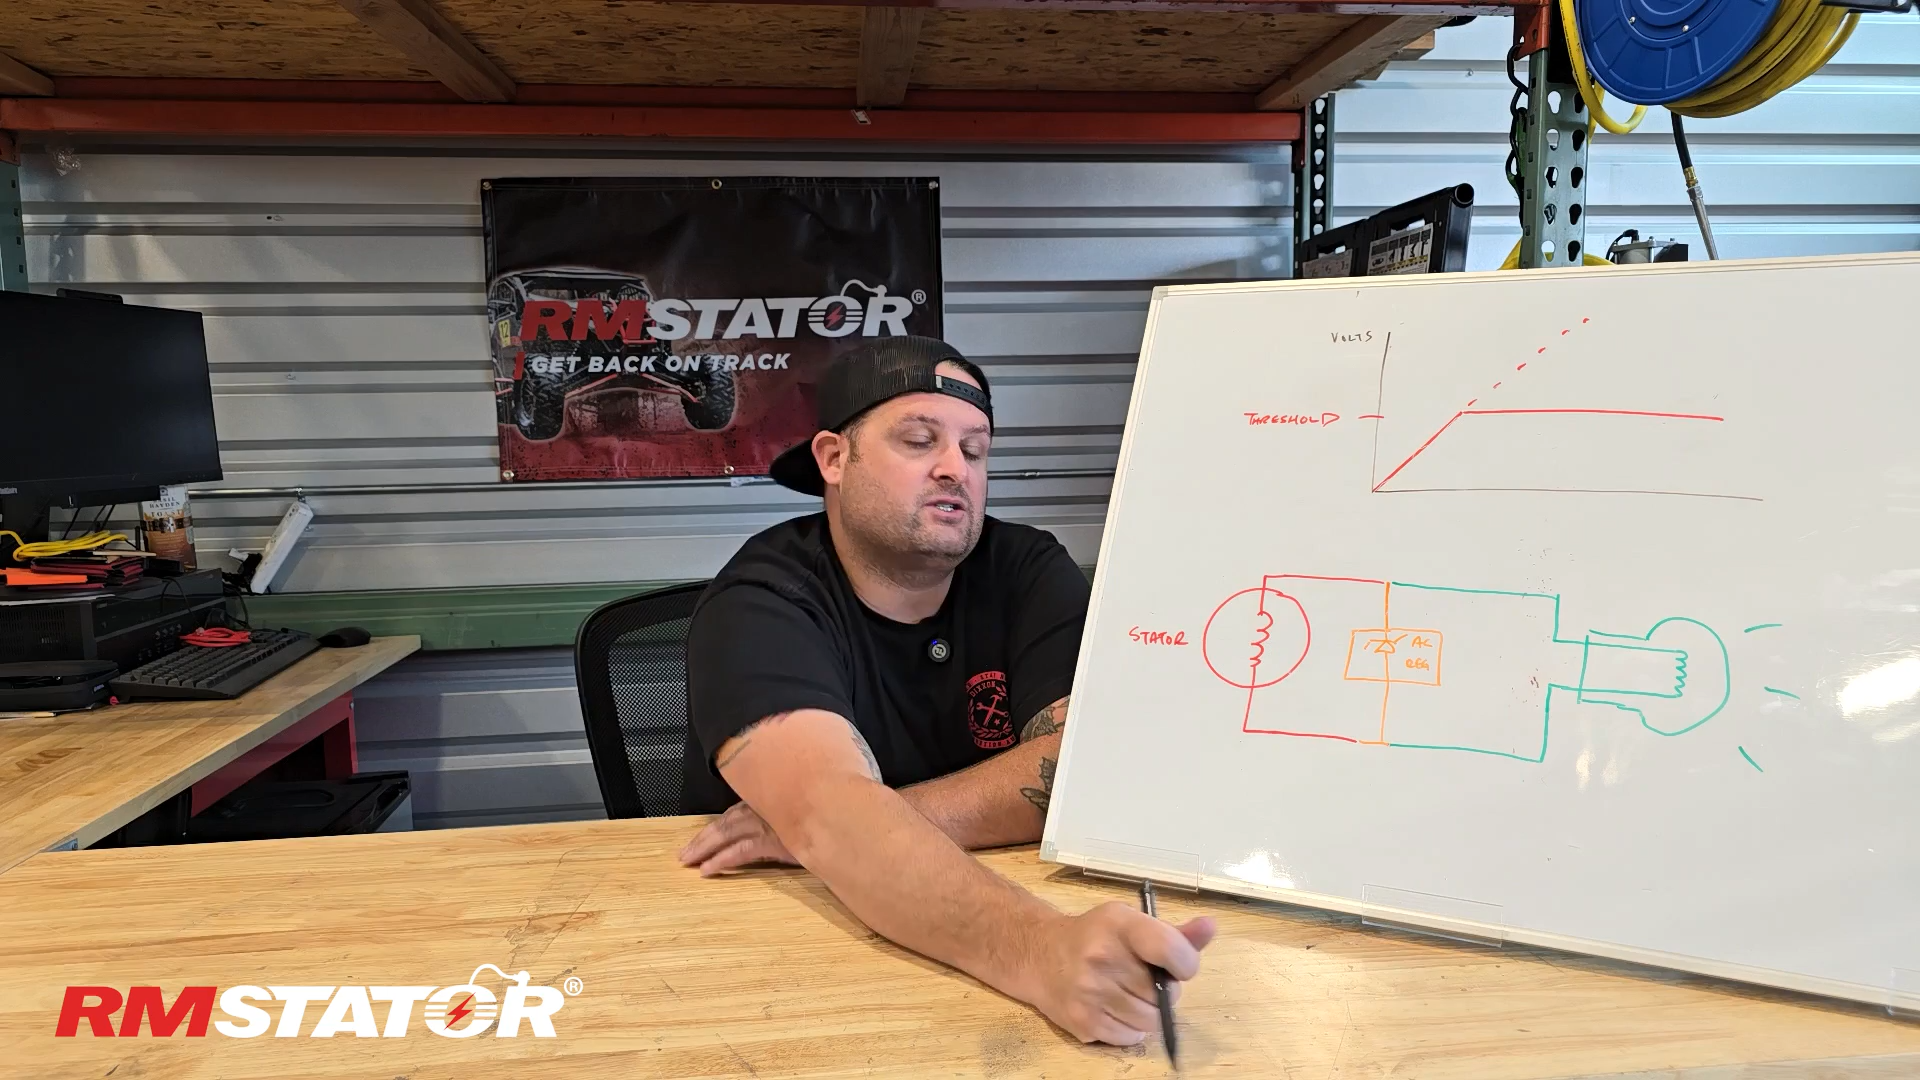 RMSTATOR®
GET BACK ON TRACK
VOLTS
THRESHOLD
STATOR
AC
REG
RMSTATOR®